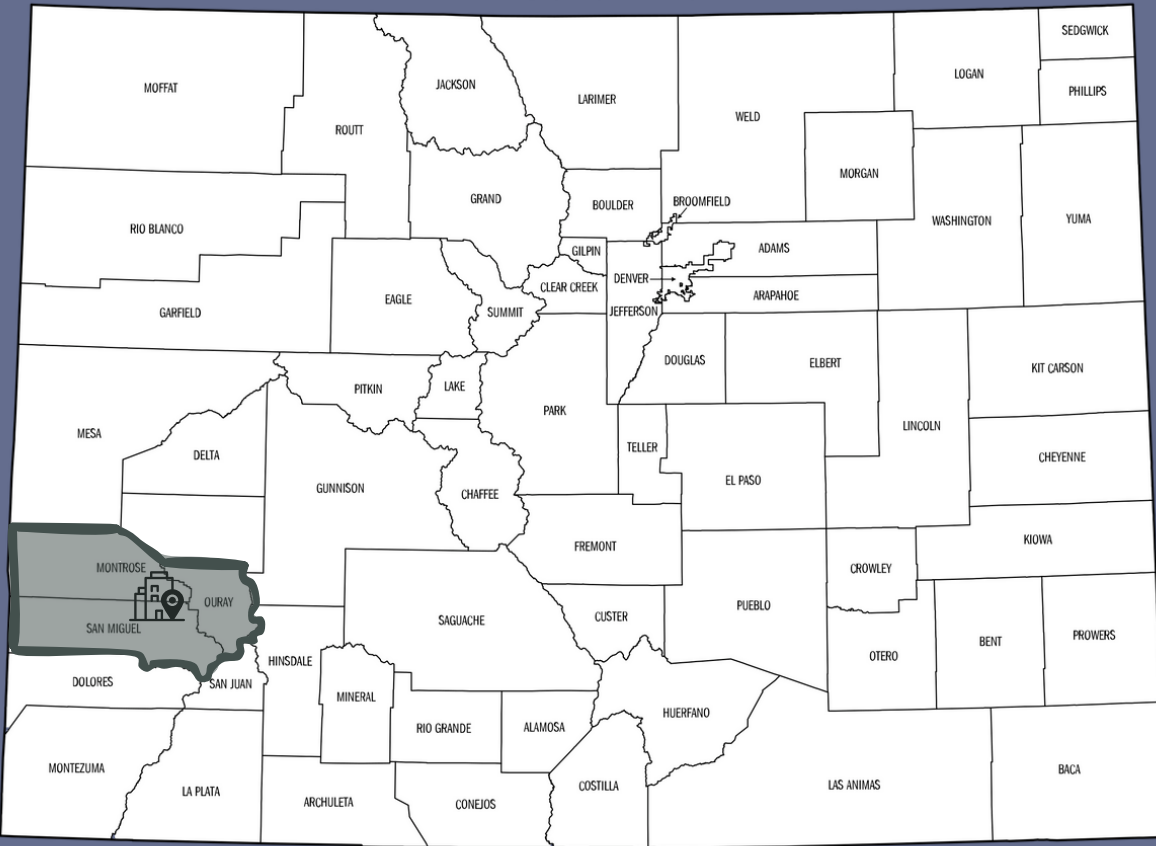 SEDGWICK
LOGAN
JACKSON
MOFFAT
PHILLIPS
LARIMER
WELD
ROUTT
MORGAN
GRAND
BROOMFIELD
BOULDER
YUMA
WASHINGTON
RIO BLANCO
ADAMS
GILPIN
DENVER
CLEAR CREEK
ARAPAHOE
EAGLE
GARFIELD
SUMMIT
JEFFERSON
DOUGLAS
ELBERT
KIT CARSON
LAKE
PITKIN
PARK
LINCOLN
MESA
TELLER
DELTA
CHEYENNE
EL PASO
GUNNISON
CHAFFEE
KIOWA
FREMONT
MONTROSE
CROWLEY
OURAY
PUEBLO
CUSTER
SAGUACHE
SAN MIGUEL
PROWERS
BENT
OTERO
HINSDALE
DOLORES
SAN JUAN
MINERAL
HUERFANO
RIO GRANDE
ALAMOSA
MONTEZUMA
BACA
LAS ANIMAS
COSTILLA
LA PLATA
ARCHULETA
CONEJOS